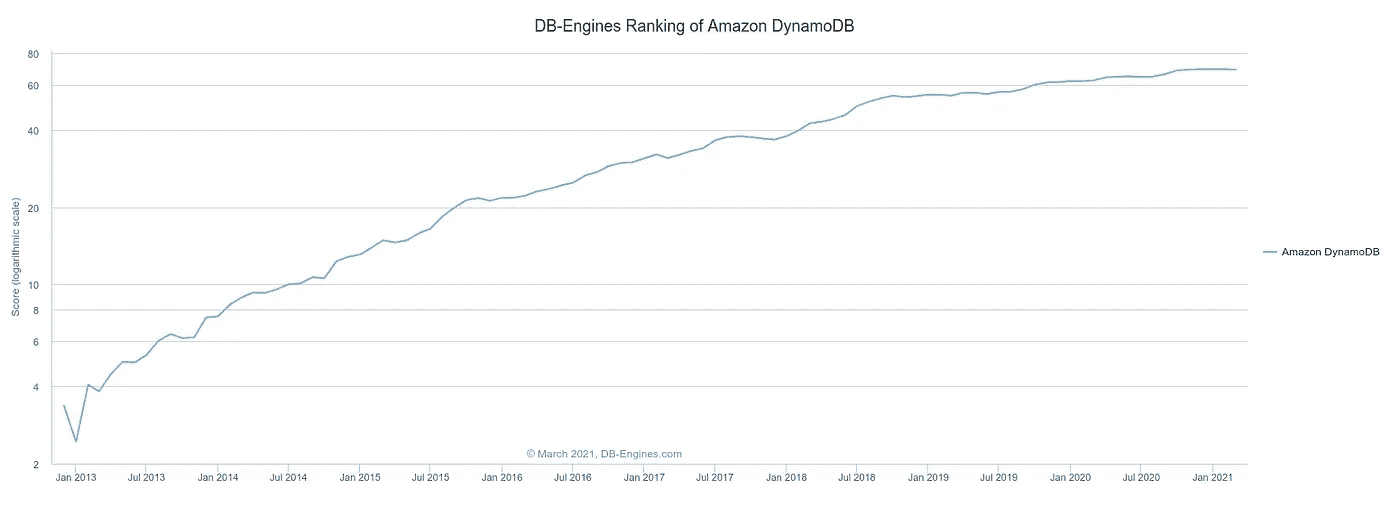 DB-Engines Ranking of Amazon DynamoDB
Score (logarithmic scale)
80
60
40
20
10
8
6
4
2
Amazon DynamoDB
© March 2021, DB-Engines.com
Jan 2013 Jul 2013 Jan 2014 Jul 2014 Jan 2015 Jul 2015 Jan 2016 Jul 2016 Jan 2017 Jul 2017 Jan 2018 Jul 2018 Jan 2019 Jul 2019 Jan 2020 Jul 2020 Jan 2021